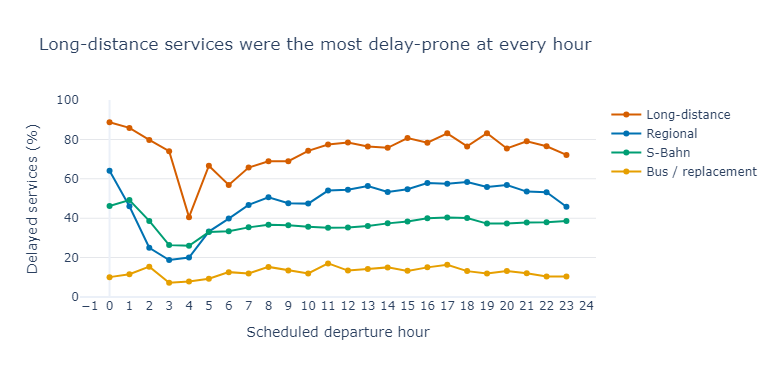 Long-distance services were the most delay-prone at every hour
Delayed services (%)
100
80
60
40
20
0
−1 0 1 2 3 4 5 6 7 8 9 10 11 12 13 14 15 16 17 18 19 20 21 22 23 24
Scheduled departure hour
Long-distance
Regional
S-Bahn
Bus / replacement